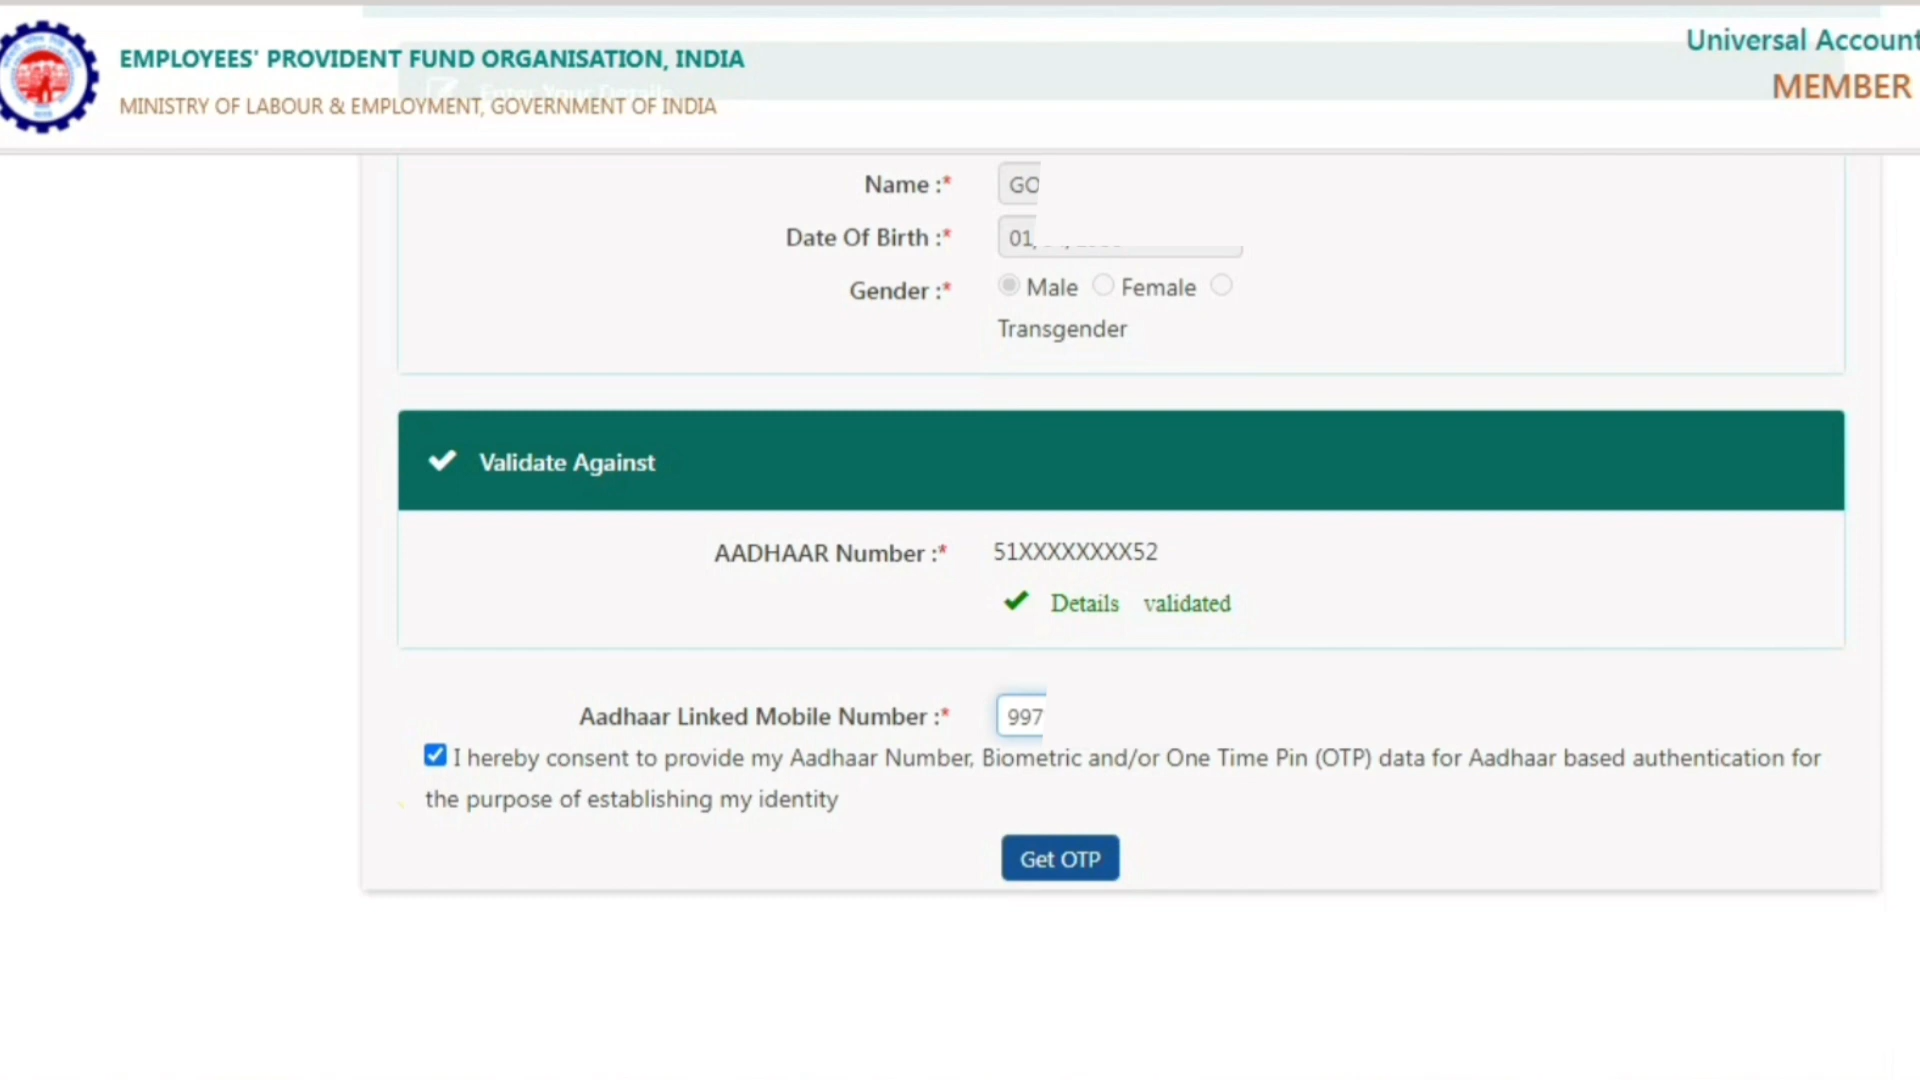 EMPLOYEES' PROVIDENT FUND ORGANISATION, INDIA
MINISTRY OF LABOUR & EMPLOYMENT, GOVERNMENT OF INDIA
Universal Account
MEMBER
Enter Your Details
Name :* GO
Date Of Birth :* 01/
Gender :* Male Female
Transgender
Validate Against
AADHAAR Number :* 51XXXXXXXX52
Details validated
Aadhaar Linked Mobile Number :* 997
I hereby consent to provide my Aadhaar Number, Biometric and/or One Time Pin (OTP) data for Aadhaar based authentication for
the purpose of establishing my identity
Get OTP